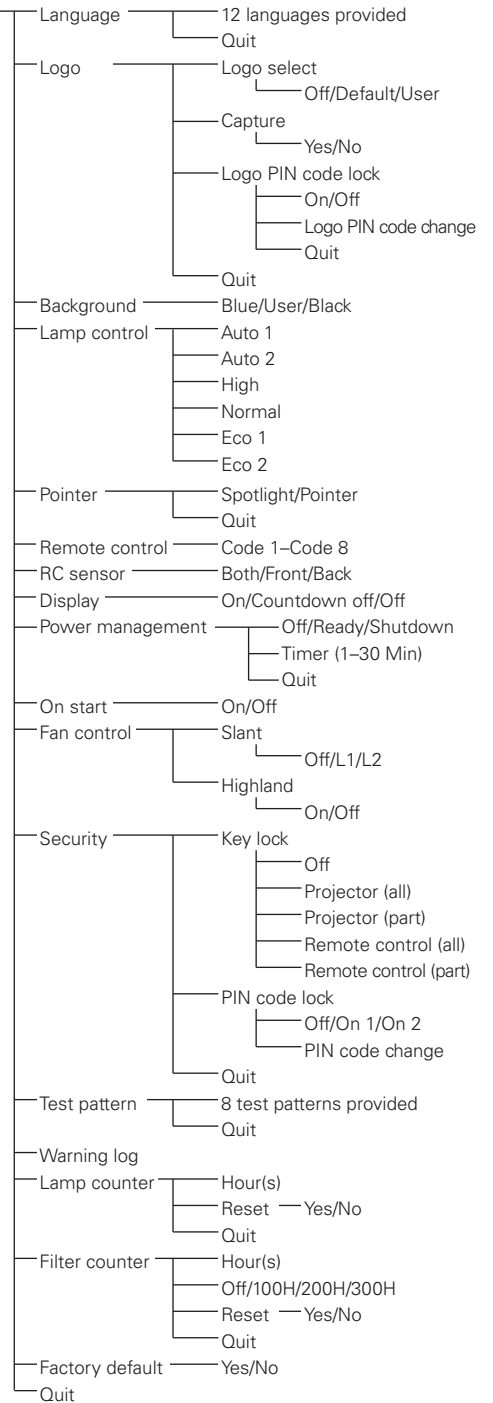 Language 12 languages provided
Quit
Logo Logo select
Off/Default/User
Capture
Yes/No
Logo PIN code lock
On/Off
Logo PIN code change
Quit
Quit
Background Blue/User/Black
Lamp control Auto 1
Auto 2
High
Normal
Eco 1
Eco 2
Pointer Spotlight/Pointer
Quit
Remote control Code 1–Code 8
RC sensor Both/Front/Back
Display On/Countdown off/Off
Power management Off/Ready/Shutdown
Timer (1–30 Min)
Quit
On start On/Off
Fan control Slant
Off/L1/L2
Highland
On/Off
Security Key lock
Off
Projector (all)
Projector (part)
Remote control (all)
Remote control (part)
PIN code lock
Off/On 1/On 2
PIN code change
Quit
Test pattern 8 test patterns provided
Quit
Warning log
Lamp counter Hour(s)
Reset Yes/No
Quit
Filter counter Hour(s)
Off/100H/200H/300H
Reset Yes/No
Quit
Factory default Yes/No
Quit